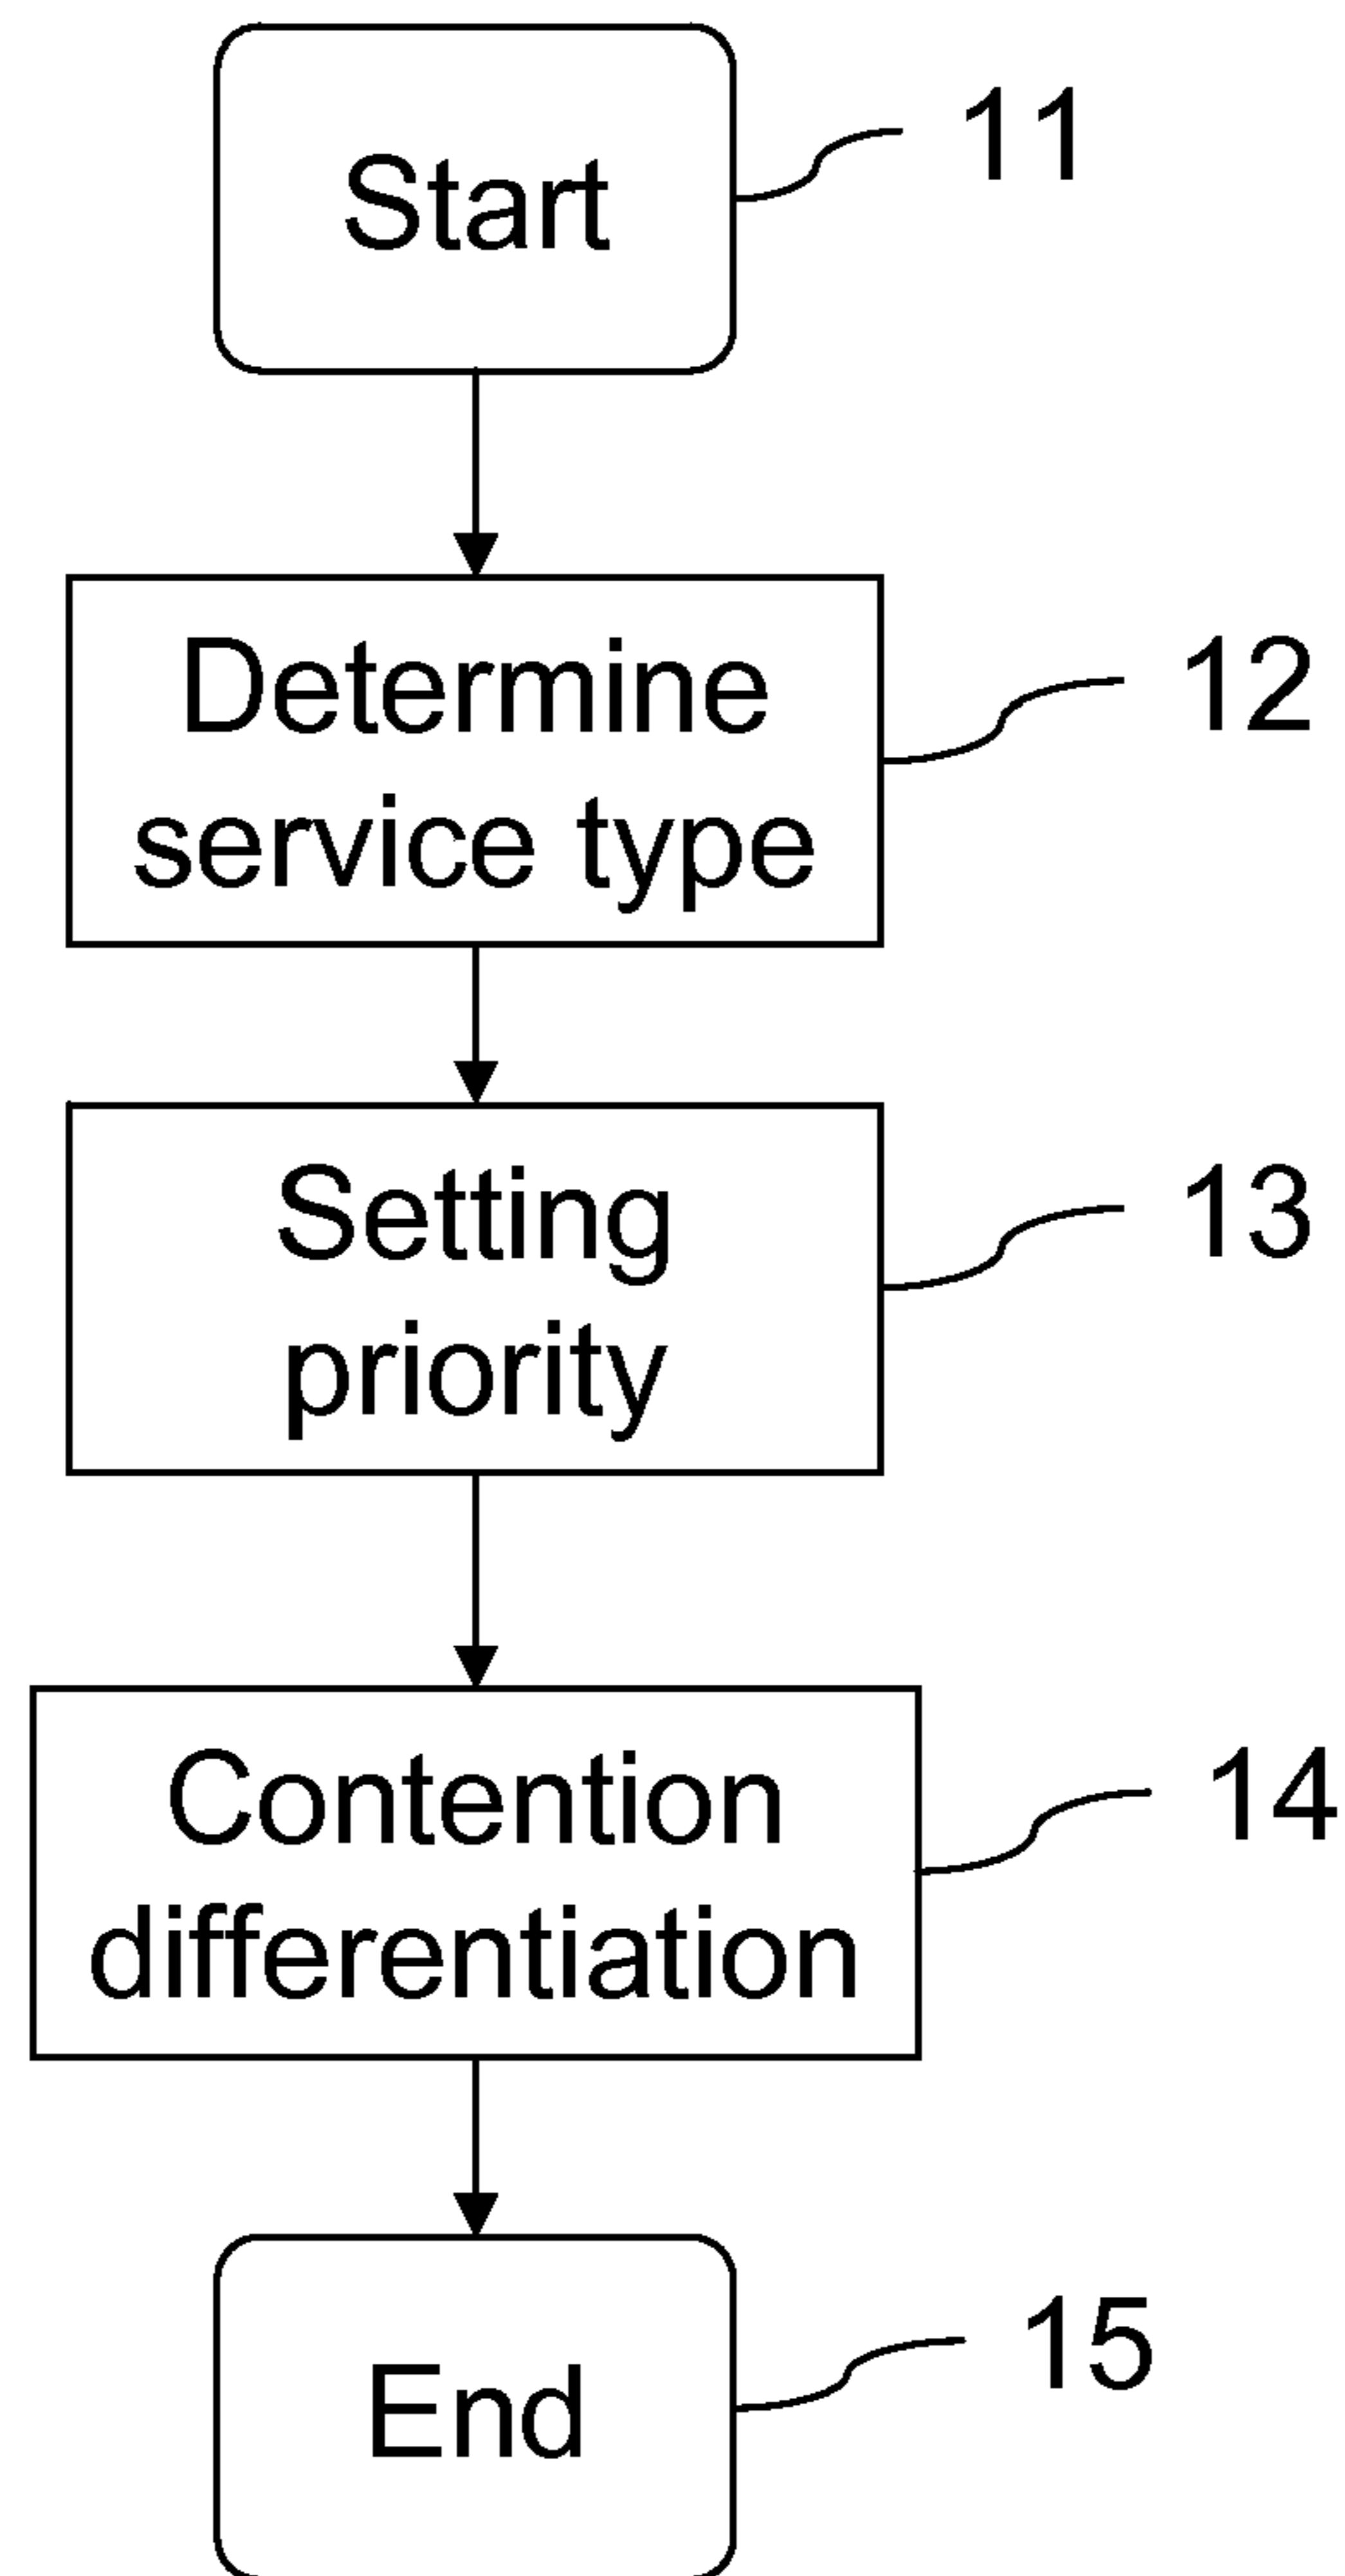 Start
11
Determine
service type
12
Setting
priority
13
Contention
differentiation
14
End
15